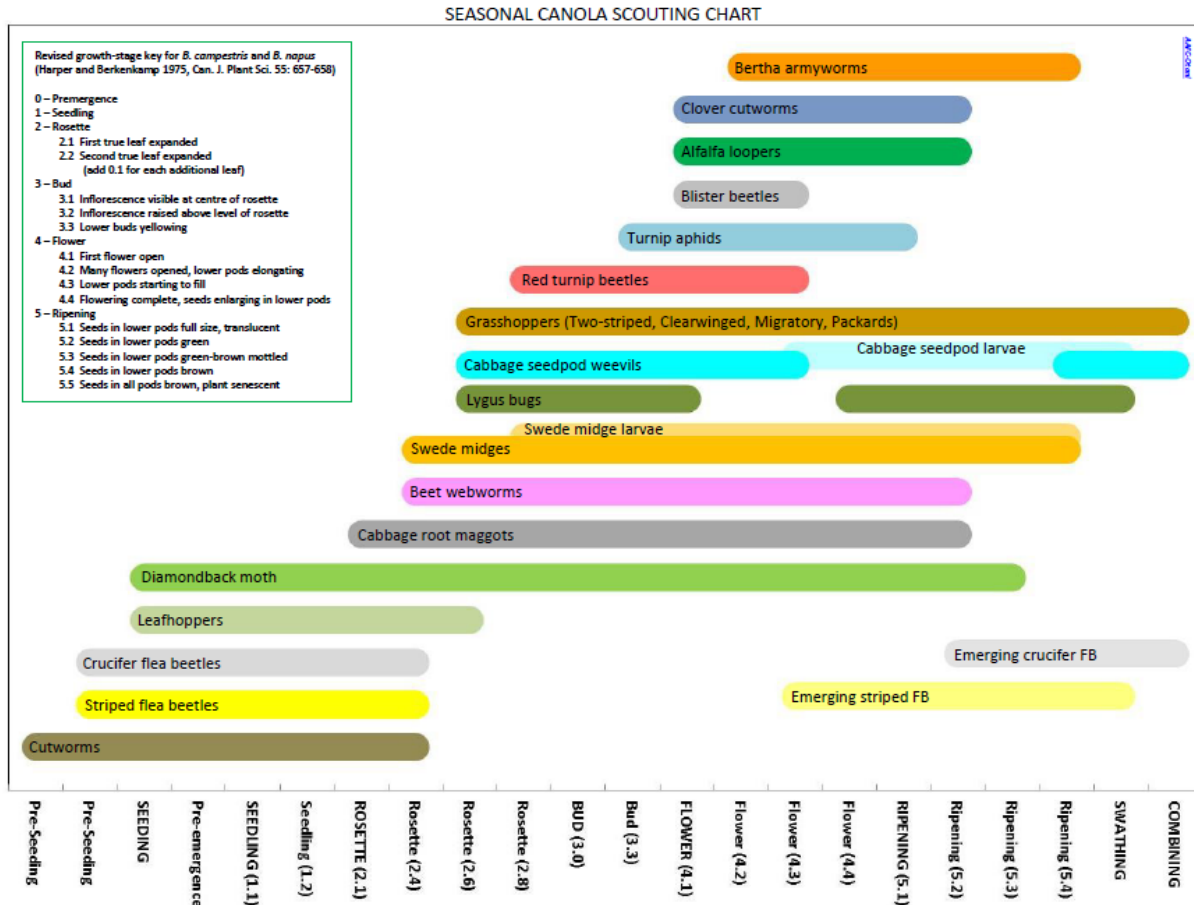 SEASONAL CANOLA SCOUTING CHART
Revised growth-stage key for B. campestris and B. napus
(Harper and Berkenkamp 1975, Can. J. Plant Sci. 55: 657-658)
0 – Premergence
1 – Seedling
2 – Rosette
2.1 First true leaf expanded
2.2 Second true leaf expanded
(add 0.1 for each additional leaf)
3 – Bud
3.1 Inflorescence visible at centre of rosette
3.2 Inflorescence raised above level of rosette
3.3 Lower buds yellowing
4 – Flower
4.1 First flower open
4.2 Many flowers opened, lower pods elongating
4.3 Lower pods starting to fill
4.4 Flowering complete, seeds enlarging in lower pods
5 – Ripening
5.1 Seeds in lower pods full size, translucent
5.2 Seeds in lower pods green
5.3 Seeds in lower pods green-brown mottled
5.4 Seeds in lower pods brown
5.5 Seeds in all pods brown, plant senescent
Bertha armyworms
Clover cutworms
Alfalfa loopers
Blister beetles
Turnip aphids
Red turnip beetles
Grasshoppers (Two-striped, Clearwinged, Migratory, Packards)
Cabbage seedpod larvae
Cabbage seedpod weevils
Lygus bugs
Swede midge larvae
Swede midges
Beet webworms
Cabbage root maggots
Diamondback moth
Leafhoppers
Crucifer flea beetles
Emerging crucifer FB
Striped flea beetles
Emerging striped FB
Cutworms
Pre-Seeding
Pre-Seeding
SEEDING
Pre-emergence
SEEDLING (1.1)
Seedling (1.2)
ROSETTE (2.1)
Rosette (2.4)
Rosette (2.6)
Rosette (2.8)
BUD (3.0)
Bud (3.3)
FLOWER (4.1)
Flower (4.2)
Flower (4.3)
Flower (4.4)
RIPENING (5.1)
Ripening (5.2)
Ripening (5.3)
Ripening (5.4)
SWATHING
COMBINING